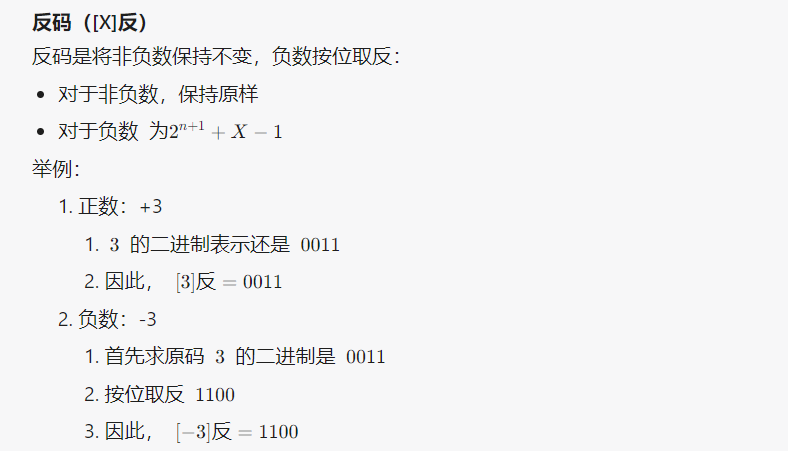 反码（[X]反）
反码是将非负数保持不变，负数按位取反：
• 对于非负数，保持原样
• 对于负数 为2^{n+1} + X − 1
举例：
1. 正数：+3
1. 3 的二进制表示还是 0011
2. 因此， [3]反 = 0011
2. 负数：-3
1. 首先求原码 3 的二进制是 0011
2. 按位取反 1100
3. 因此， [−3]反 = 1100